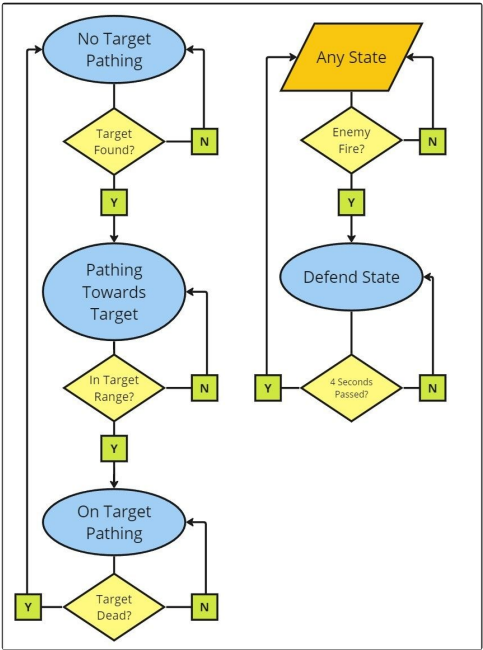 No Target
Pathing
Target
Found?
N
Y
Pathing
Towards
Target
In Target
Range?
N
Y
On Target
Pathing
Target
Dead?
Y
N
Any State
Enemy
Fire?
N
Y
Defend State
4 Seconds
Passed?
Y
N